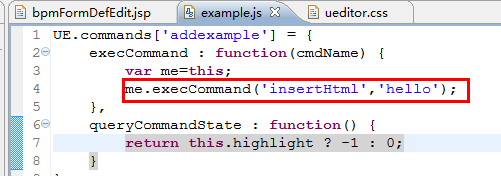 bpmFormDefEdit.jsp example.js ueditor.css
1 UE.commands['addexample'] = {
2 execCommand : function(cmdName) {
3 var me=this;
4 me.execCommand('insertHtml','hello');
5 },
6 queryCommandState : function() {
7 return this.highlight ? -1 : 0;
8 }